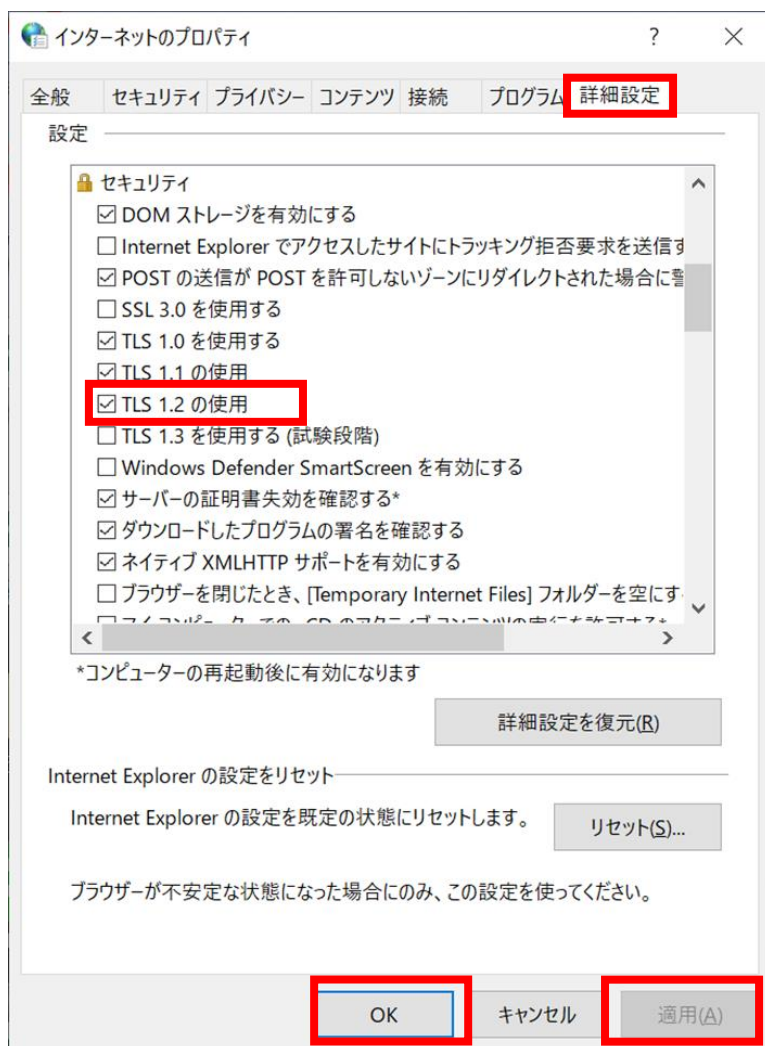 インターネットのプロパティ
全般 セキュリティ プライバシー コンテンツ 接続 プログラム 詳細設定
設定
セキュリティ
DOM ストレージを有効にする
Internet Explorer でアクセスしたサイトにトラッキング拒否要求を送信す
POST の送信が POST を許可しないゾーンにリダイレクトされた場合に警
SSL 3.0 を使用する
TLS 1.0 を使用する
TLS 1.1 の使用
TLS 1.2 の使用
TLS 1.3 を使用する (試験段階)
Windows Defender SmartScreen を有効にする
サーバーの証明書失効を確認する*
ダウンロードしたプログラムの署名を確認する
ネイティブ XMLHTTP サポートを有効にする
ブラウザーを閉じたとき、[Temporary Internet Files] フォルダーを空にす
*コンピューターの再起動後に有効になります
詳細設定を復元(R)
Internet Explorer の設定をリセット
Internet Explorer の設定を既定の状態にリセットします。
リセット(S)...
ブラウザーが不安定な状態になった場合にのみ、この設定を使ってください。
OK キャンセル 適用(A)